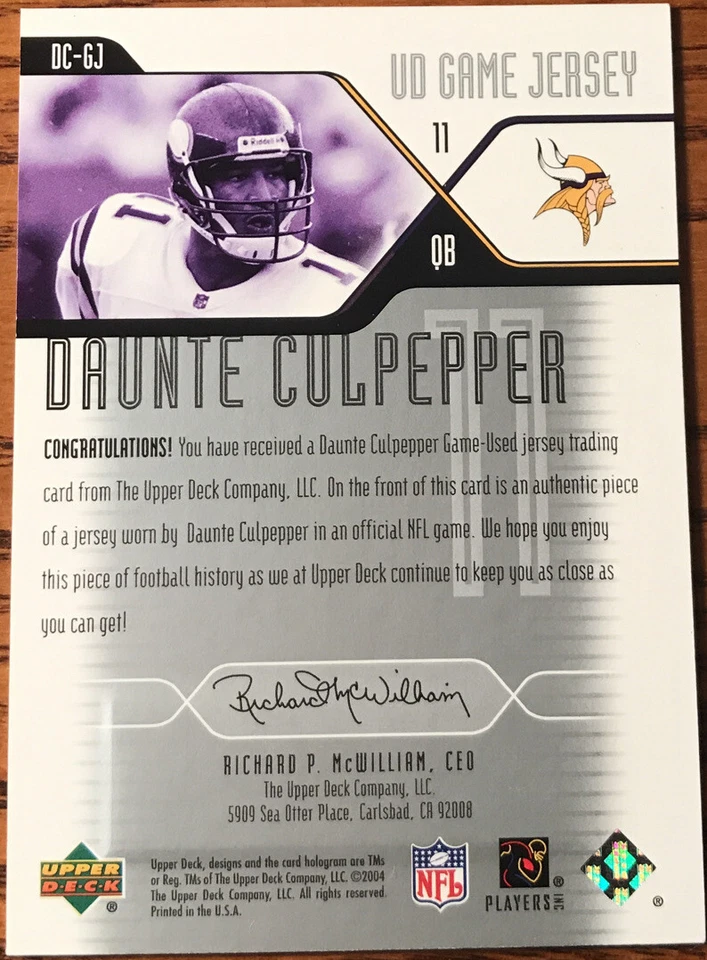 DC-GJ
UD GAME JERSEY
11
Riddell
QB
DAUNTE CULPEPPER
11
CONGRATULATIONS! You have received a Daunte Culpepper Game-Used jersey trading
card from The Upper Deck Company, LLC. On the front of this card is an authentic piece
of a jersey worn by Daunte Culpepper in an official NFL game. We hope you enjoy
this piece of football history as we at Upper Deck continue to keep you as close as
you can get!
Richard P. McWilliam
RICHARD P. McWILLIAM, CEO
The Upper Deck Company, LLC.
5909 Sea Otter Place, Carlsbad, CA 92008
UPPER
DECK
®
Upper Deck, designs and the card hologram are TMs
or Reg. TMs of The Upper Deck Company, LLC. ©2004
The Upper Deck Company, LLC. All rights reserved.
Printed in the U.S.A.
NFL
®
PLAYERS INC
®